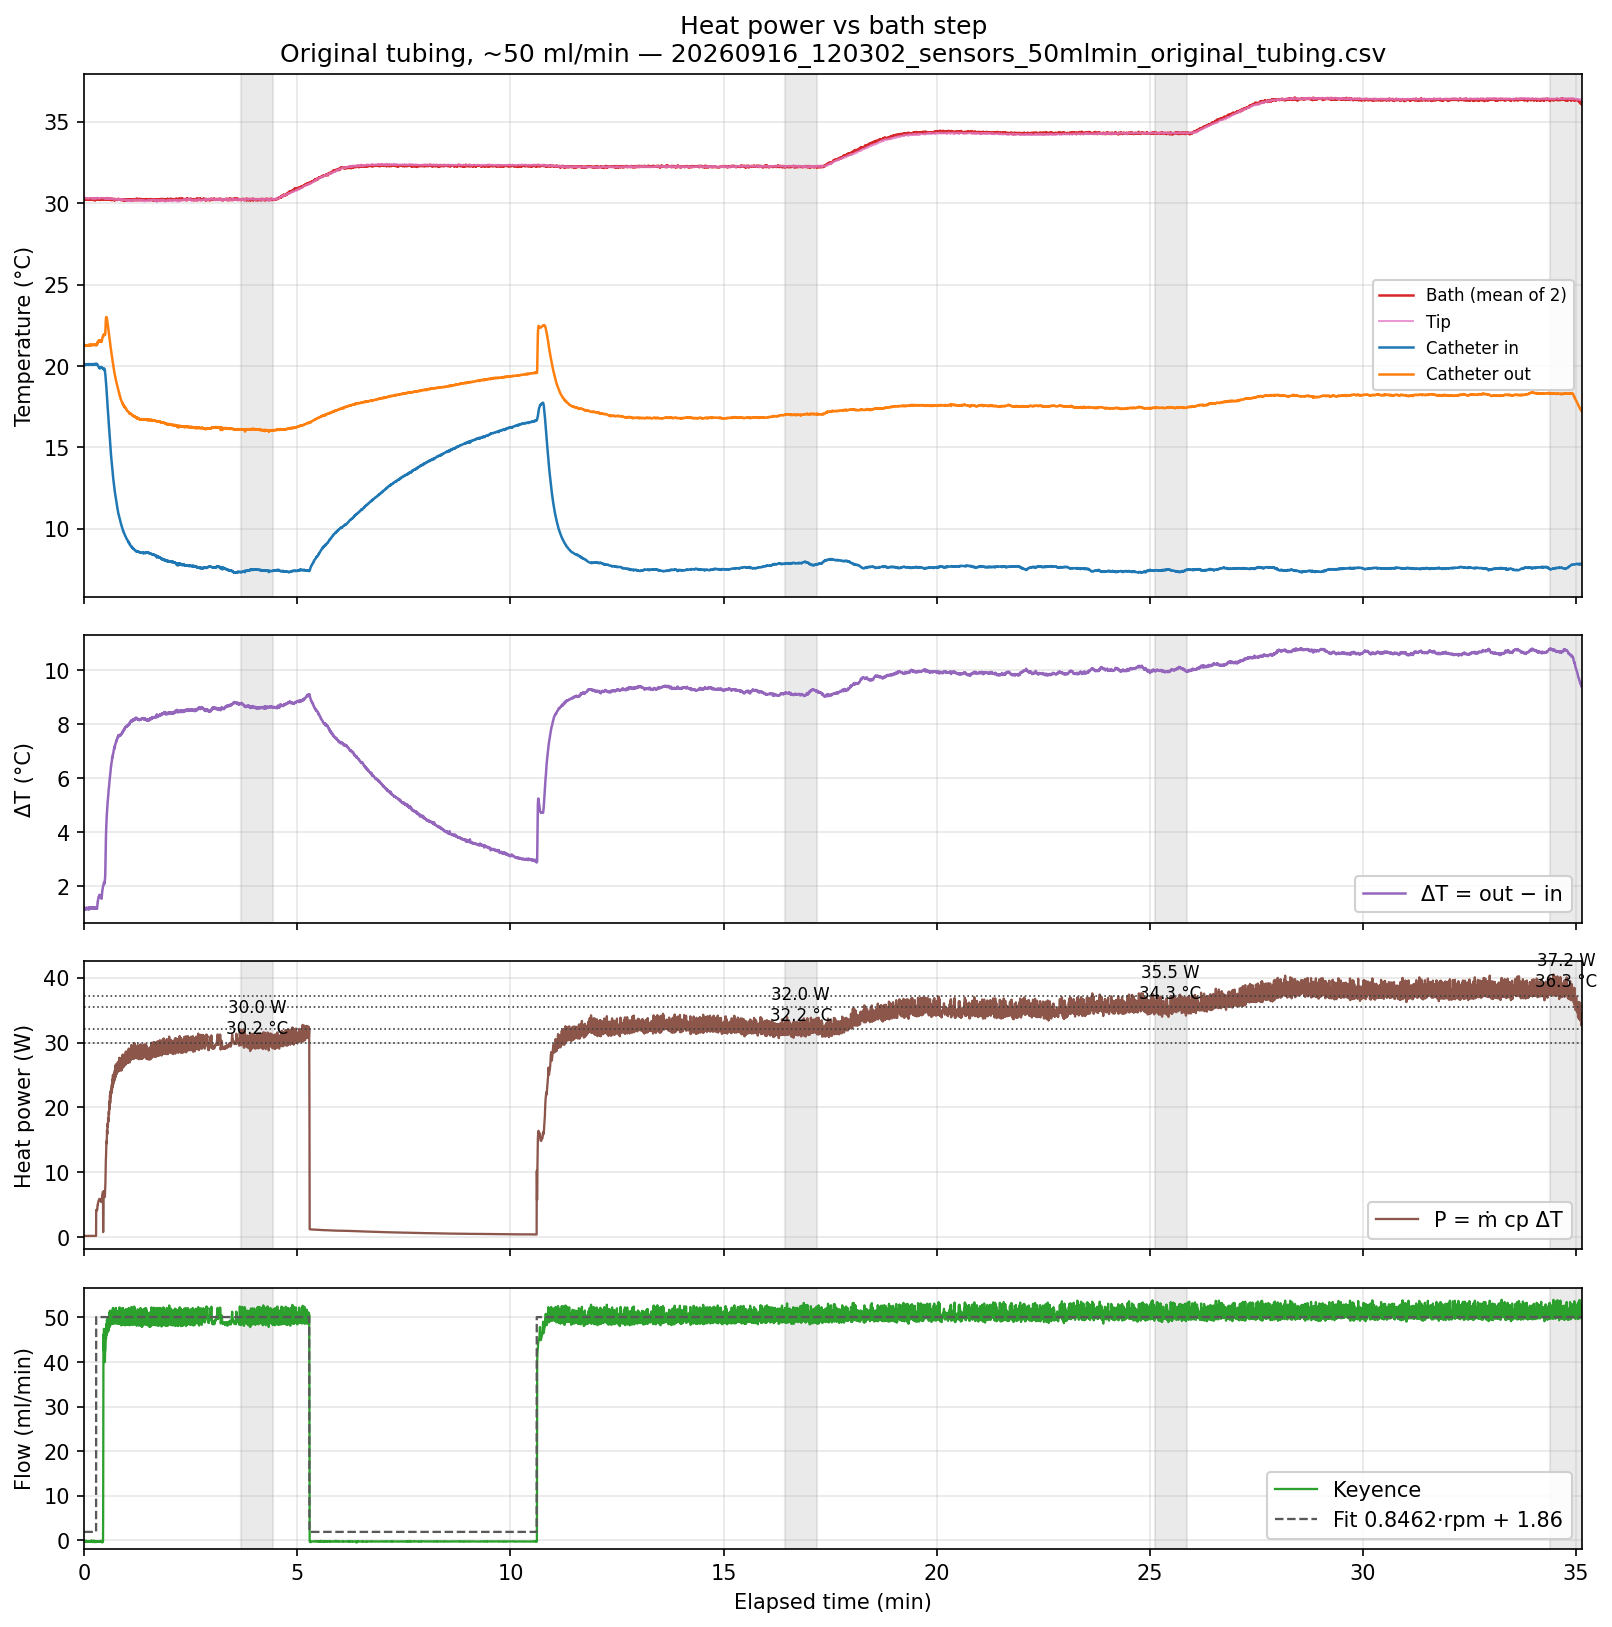 Heat power vs bath step
Original tubing, ~50 ml/min — 20260916_120302_sensors_50mlmin_original_tubing.csv
Temperature (°C)
35
30
25
20
15
10
Bath (mean of 2)
Tip
Catheter in
Catheter out
ΔT (°C)
10
8
6
4
2
ΔT = out − in
Heat power (W)
40
30
20
10
0
30.0 W
30.2 °C
32.0 W
32.2 °C
35.5 W
34.3 °C
37.2 W
36.3 °C
P = ṁ cp ΔT
Flow (ml/min)
50
40
30
20
10
0
Keyence
Fit 0.8462·rpm + 1.86
0 5 10 15 20 25 30 35
Elapsed time (min)